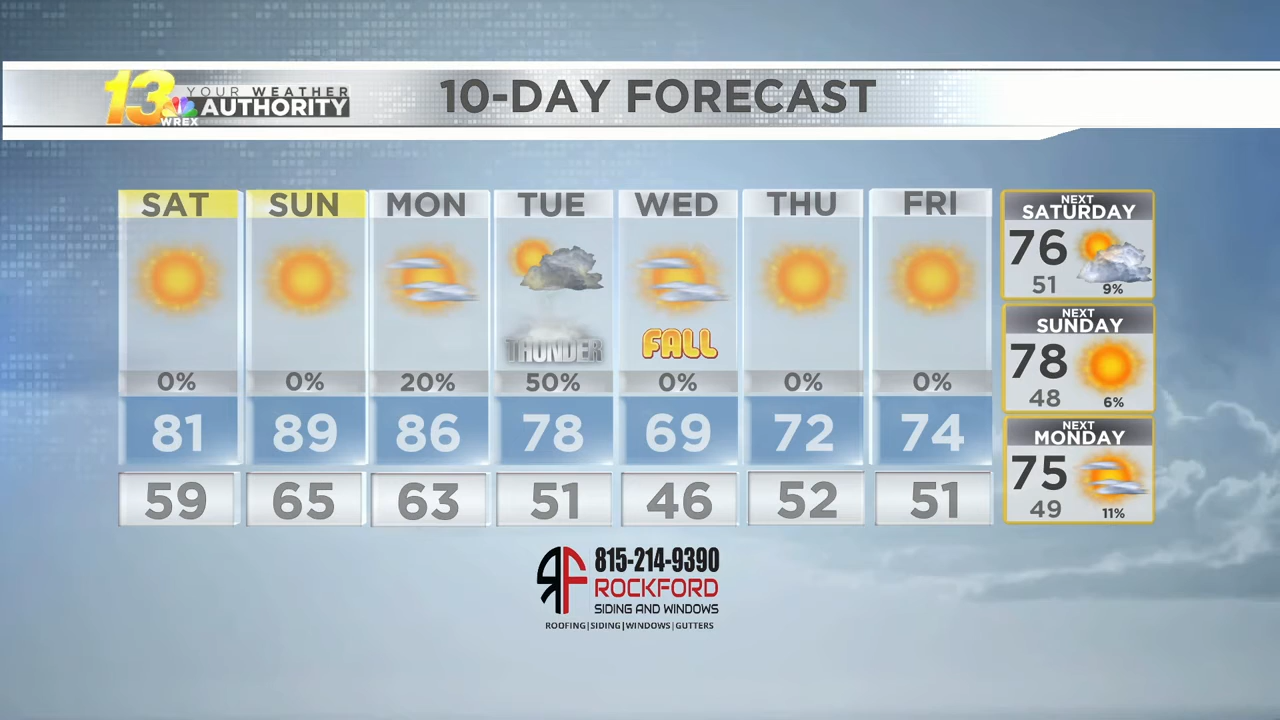 13
WREX
YOUR WEATHER
AUTHORITY
10-DAY FORECAST
SAT SUN MON TUE WED THU FRI
THUNDER FALL
0% 0% 20% 50% 0% 0% 0%
81 89 86 78 69 72 74
59 65 63 51 46 52 51
NEXT
SATURDAY
76
51 9%
NEXT
SUNDAY
78
48 6%
NEXT
MONDAY
75
49 11%
RF
815-214-9390
ROCKFORD
SIDING AND WINDOWS
ROOFING|SIDING|WINDOWS|GUTTERS